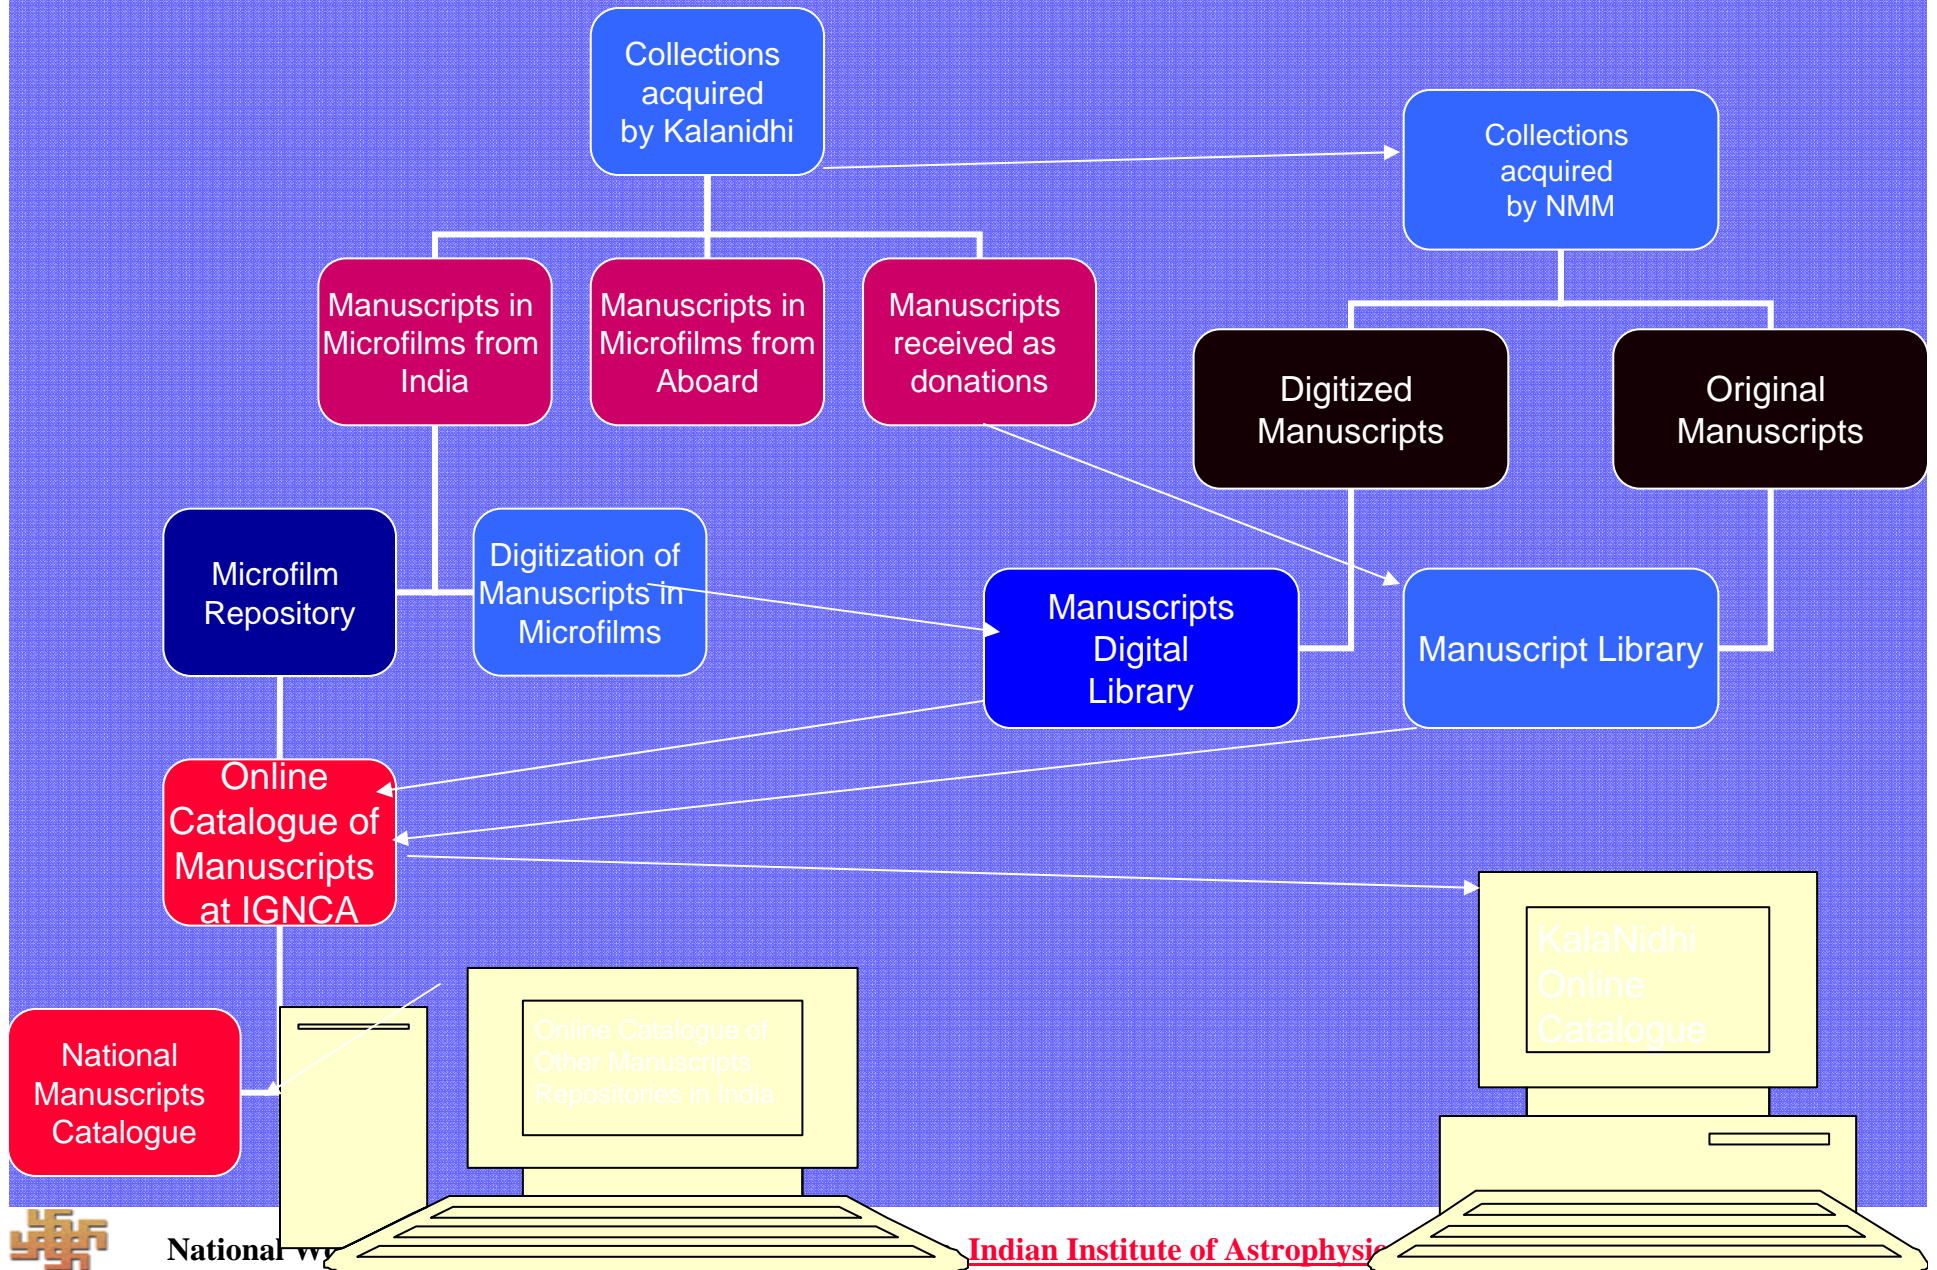 Collections
acquired
by Kalanidhi
Collections
acquired
by NMM
Manuscripts in
Microfilms from
India
Manuscripts in
Microfilms from
Aboard
Manuscripts
received as
donations
Digitized
Manuscripts
Original
Manuscripts
Microfilm
Repository
Digitization of
Manuscripts in
Microfilms
Manuscripts
Digital
Library
Manuscript Library
Online
Catalogue of
Manuscripts
at IGNCA
KalaNidhi
Online
Catalogue
Online Catalogue of
Other Manuscripts
Repositories in India
National
Manuscripts
Catalogue
National
Indian Institute of